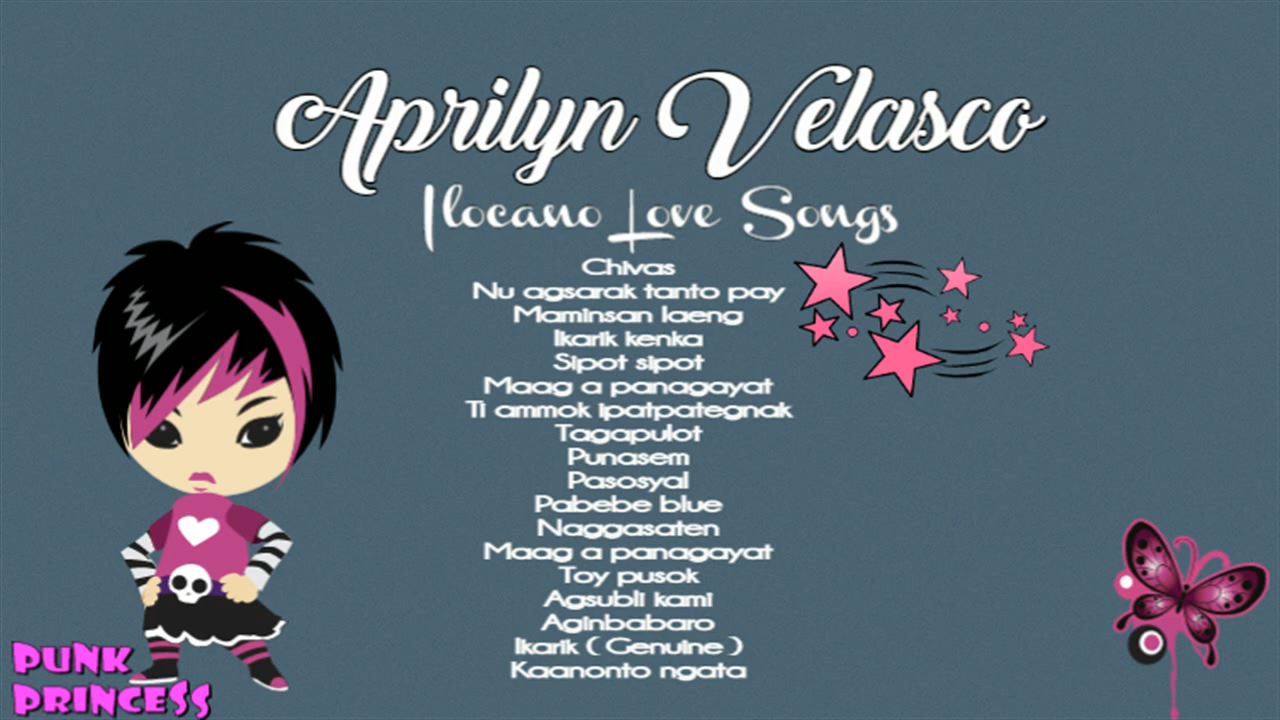 Aprilyn Velasco
Ilocano Love Songs
Chivas
Nu agsarak tanto pay
Maminsan laeng
Ikarik kenka
Sipot sipot
Maag a panagayat
Ti ammok ipatpategnak
Tagapulot
Punasem
Pasosyal
Pabebe blue
Naggasaten
Maag a panagayat
Toy pusok
Agsubli kami
Aginbabaro
Ikarik ( Genuine )
Kaanonto ngata
PUNK
PRINCESS